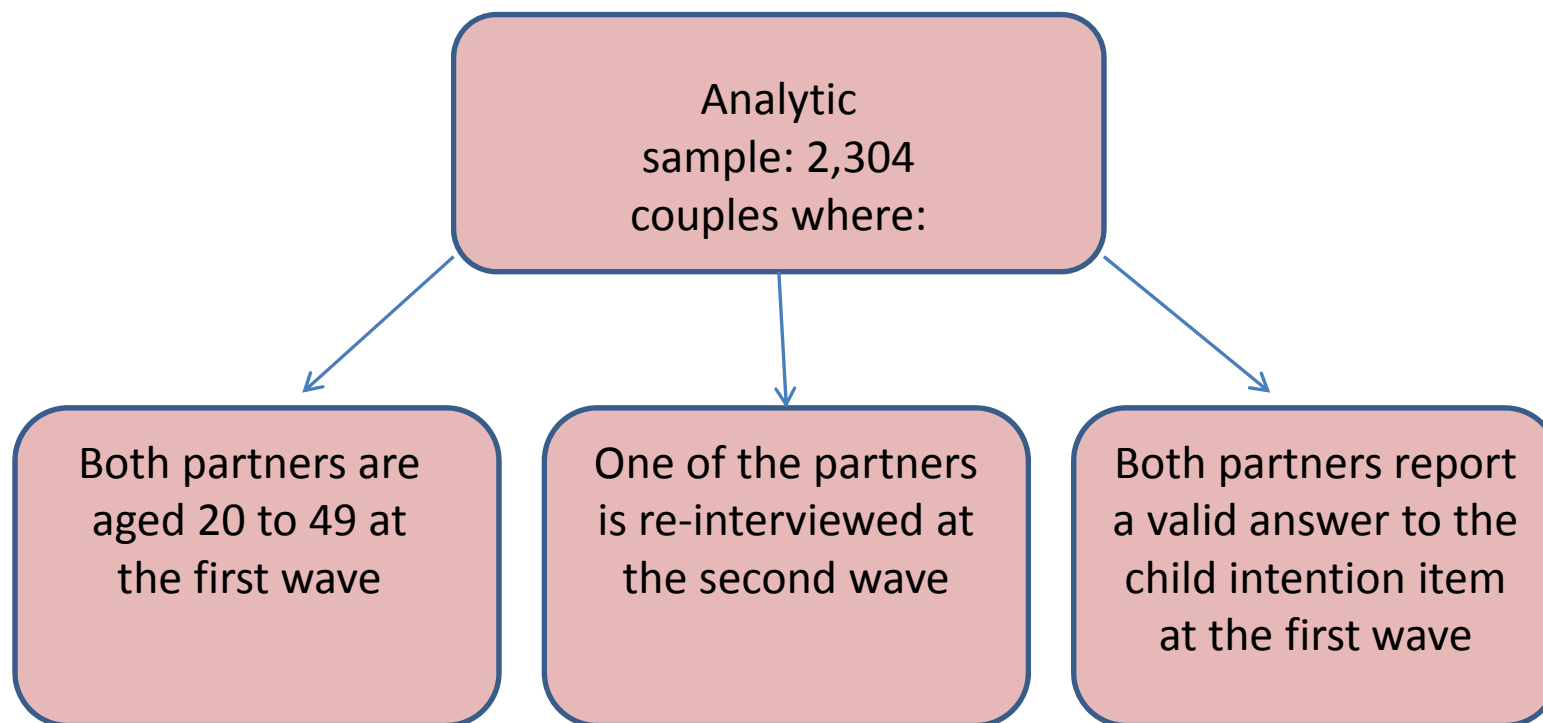 Analytic
sample: 2,304
couples where:
Both partners are
aged 20 to 49 at
the first wave
One of the partners
is re-interviewed at
the second wave
Both partners report
a valid answer to the
child intention item
at the first wave